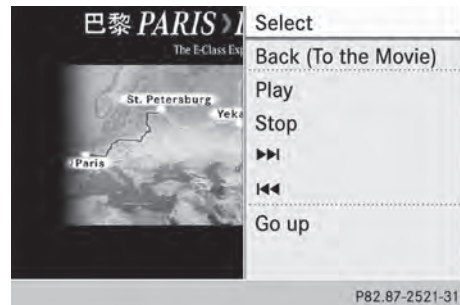 巴黎 PARIS
The E-Class
St. Petersburg
Paris
Select
Back (To the Movie)
Play
Stop
Go up
P82.87-2521-31